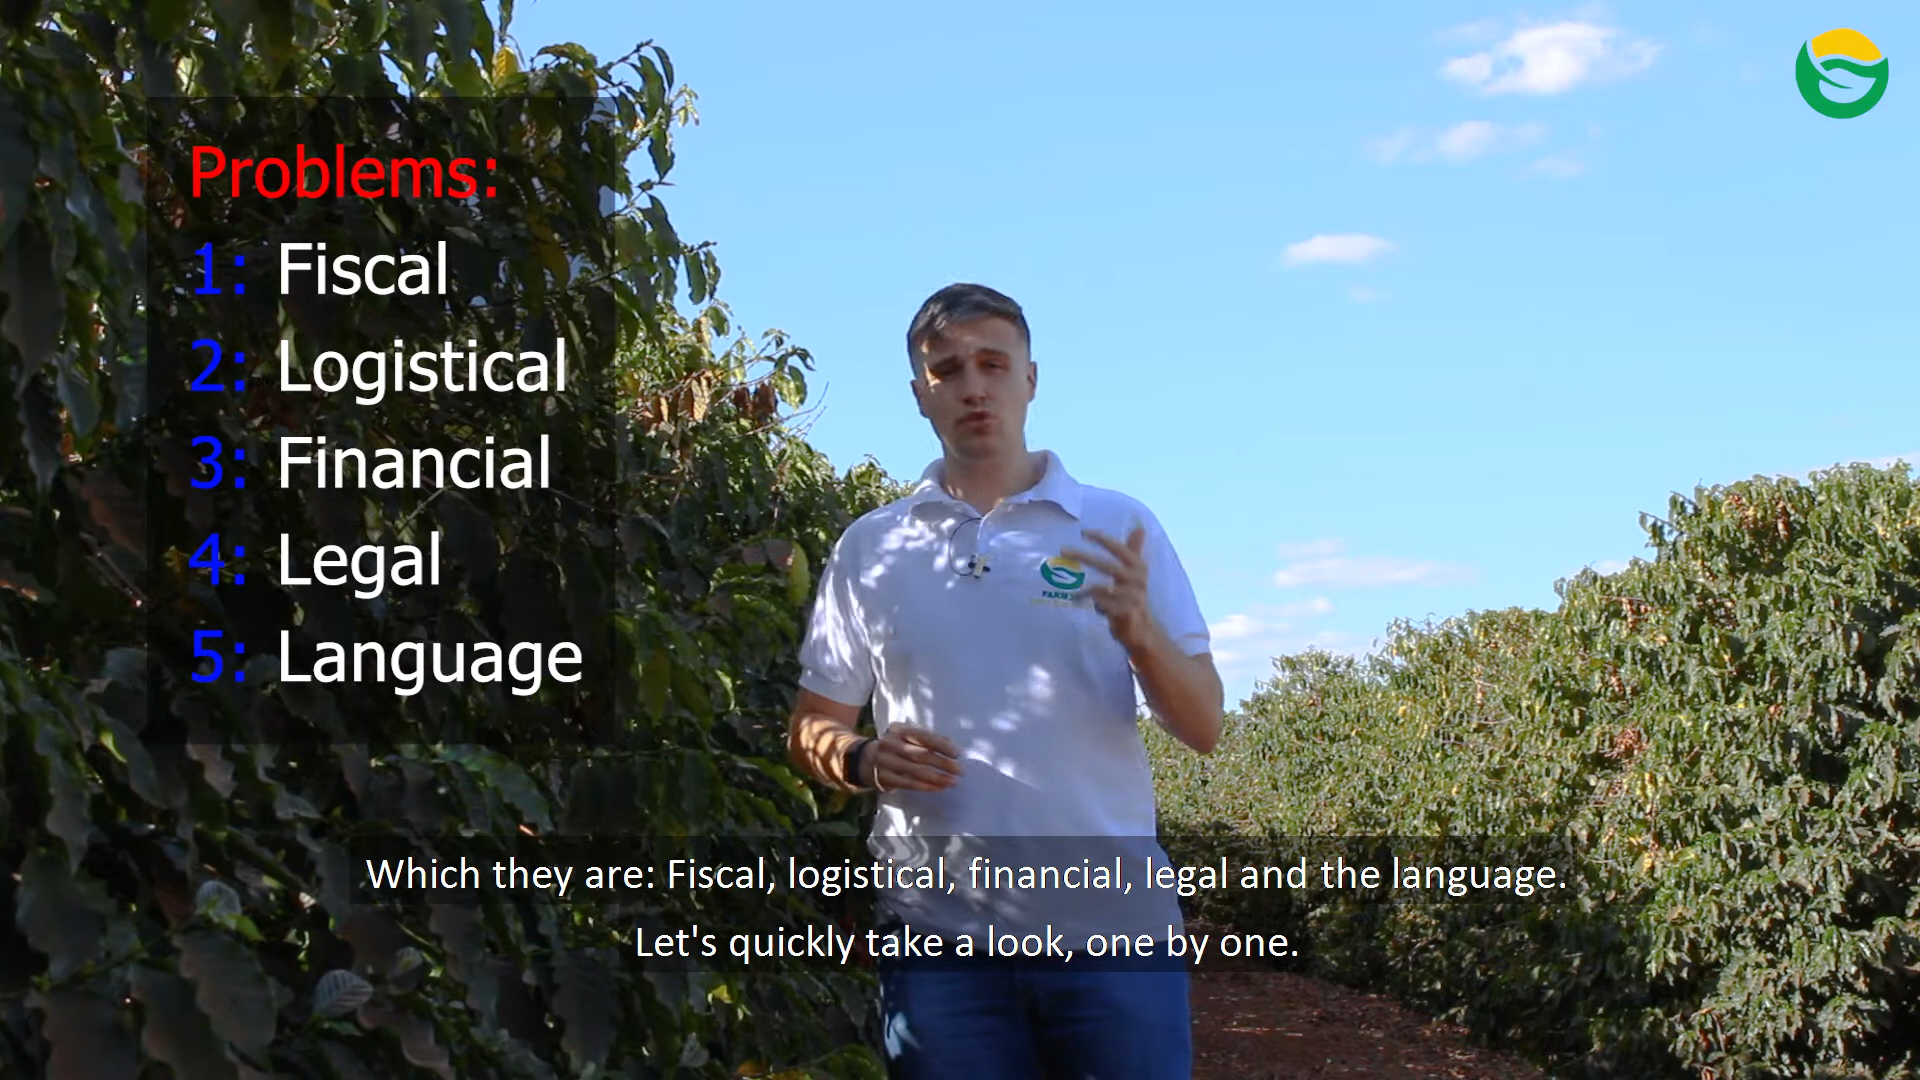 Problems:
1: Fiscal
2: Logistical
3: Financial
4: Legal
5: Language
Which they are: Fiscal, logistical, financial, legal and the language.
Let's quickly take a look, one by one.